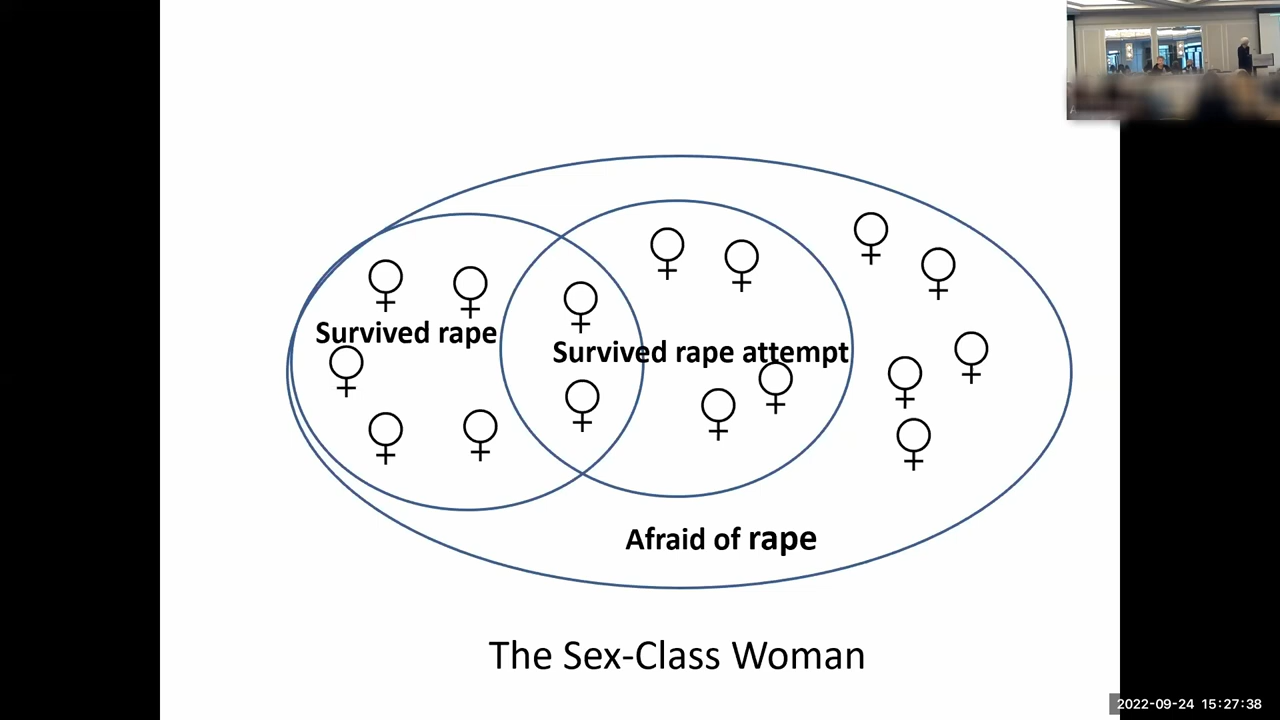 Survived rape
Survived rape attempt
Afraid of rape
The Sex-Class Woman
2022-09-24 15:27:38